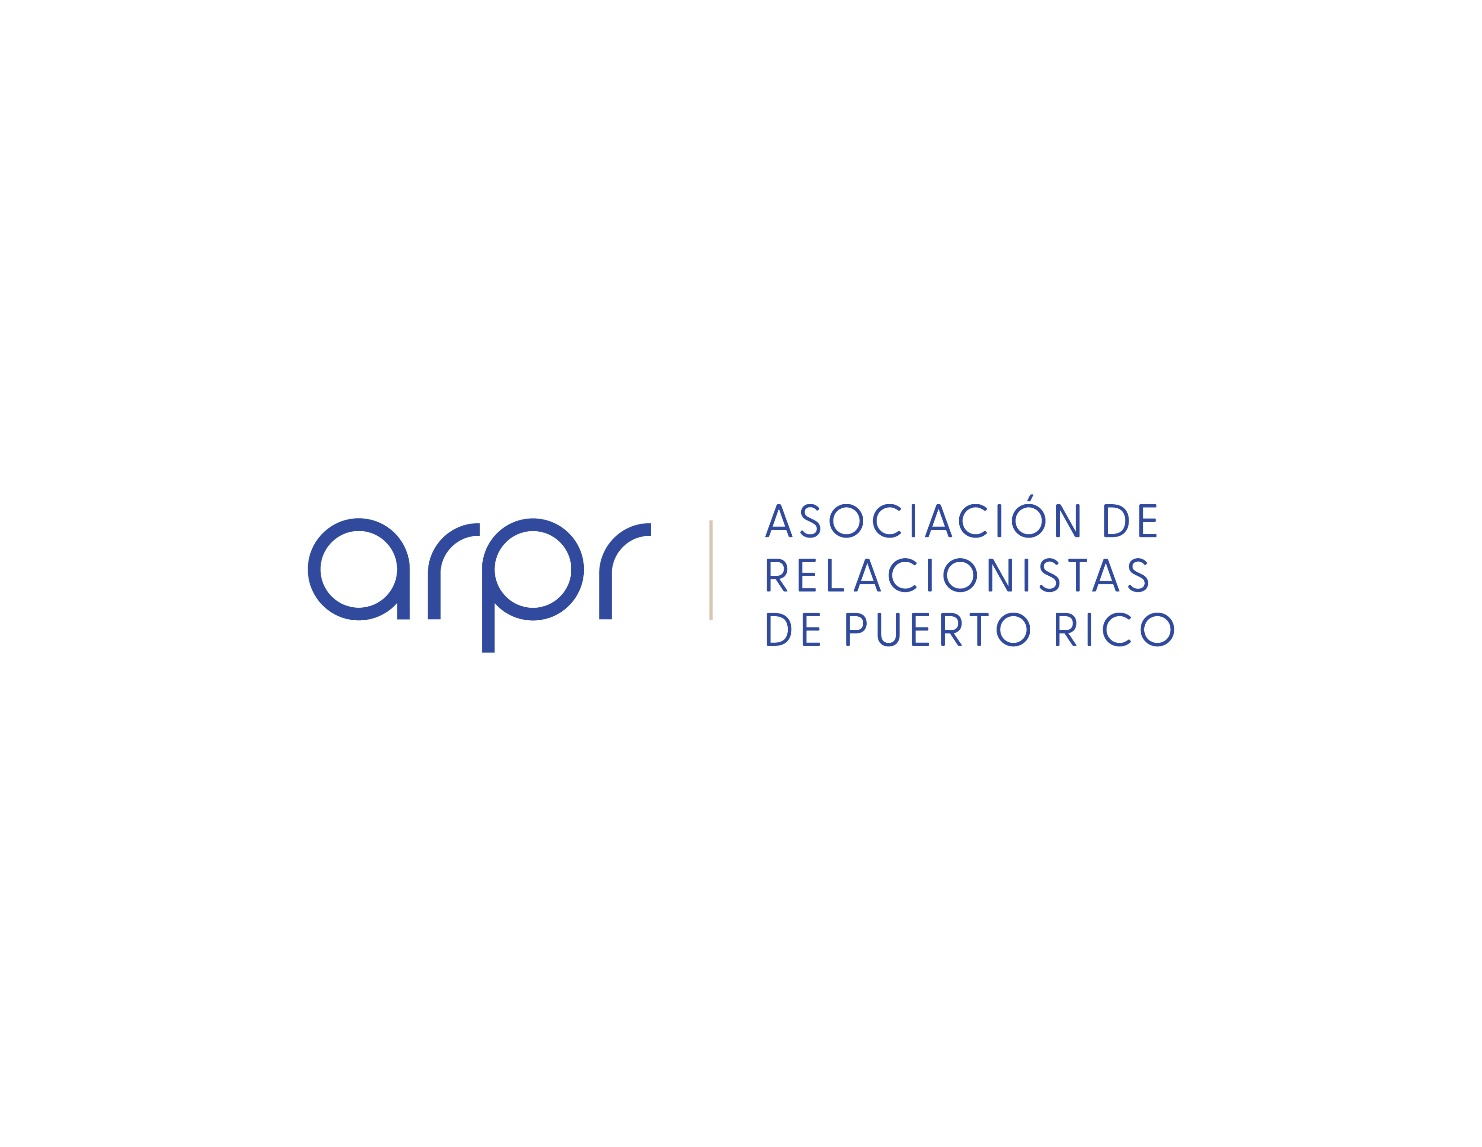 arpr
ASOCIACIÓN DE
RELACIONISTAS
DE PUERTO RICO